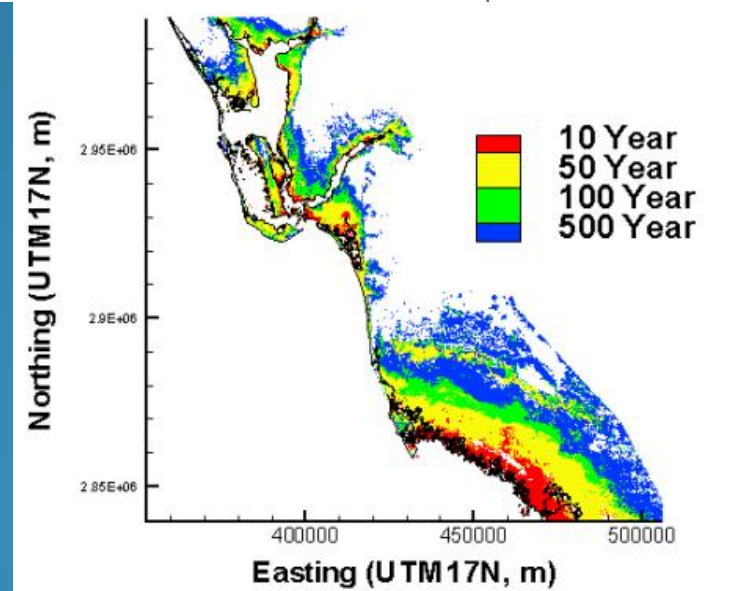 10 Year
50 Year
100 Year
500 Year
Northing (UTM17N, m)
2.95E+06
2.9E+06
2.85E+06
400000
450000
500000
Easting (UTM17N, m)